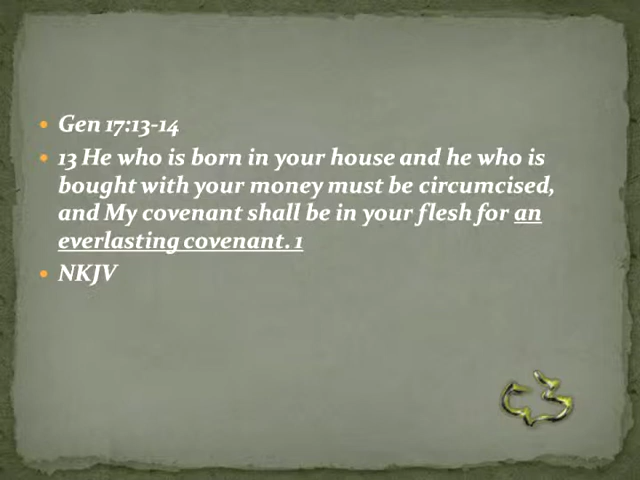 Gen 17:13-14
13 He who is born in your house and he who is
bought with your money must be circumcised,
and My covenant shall be in your flesh for an
everlasting covenant. 1
NKJV